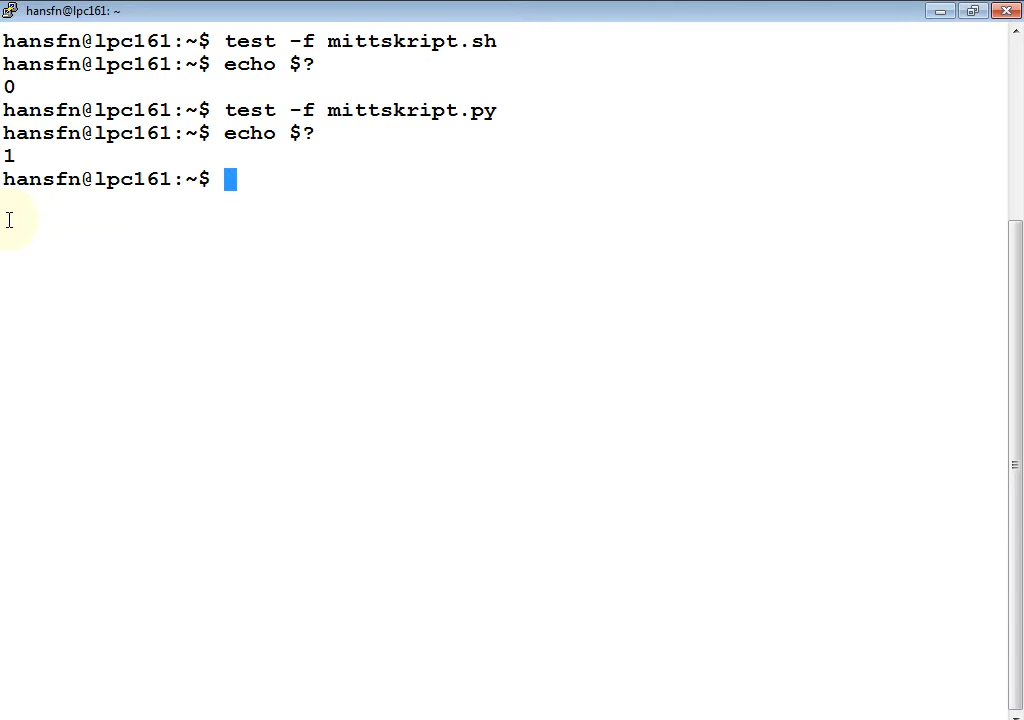 hansfn@lpc161: ~
hansfn@lpc161:~$ test -f mittskript.sh
hansfn@lpc161:~$ echo $?
0
hansfn@lpc161:~$ test -f mittskript.py
hansfn@lpc161:~$ echo $?
1
hansfn@lpc161:~$